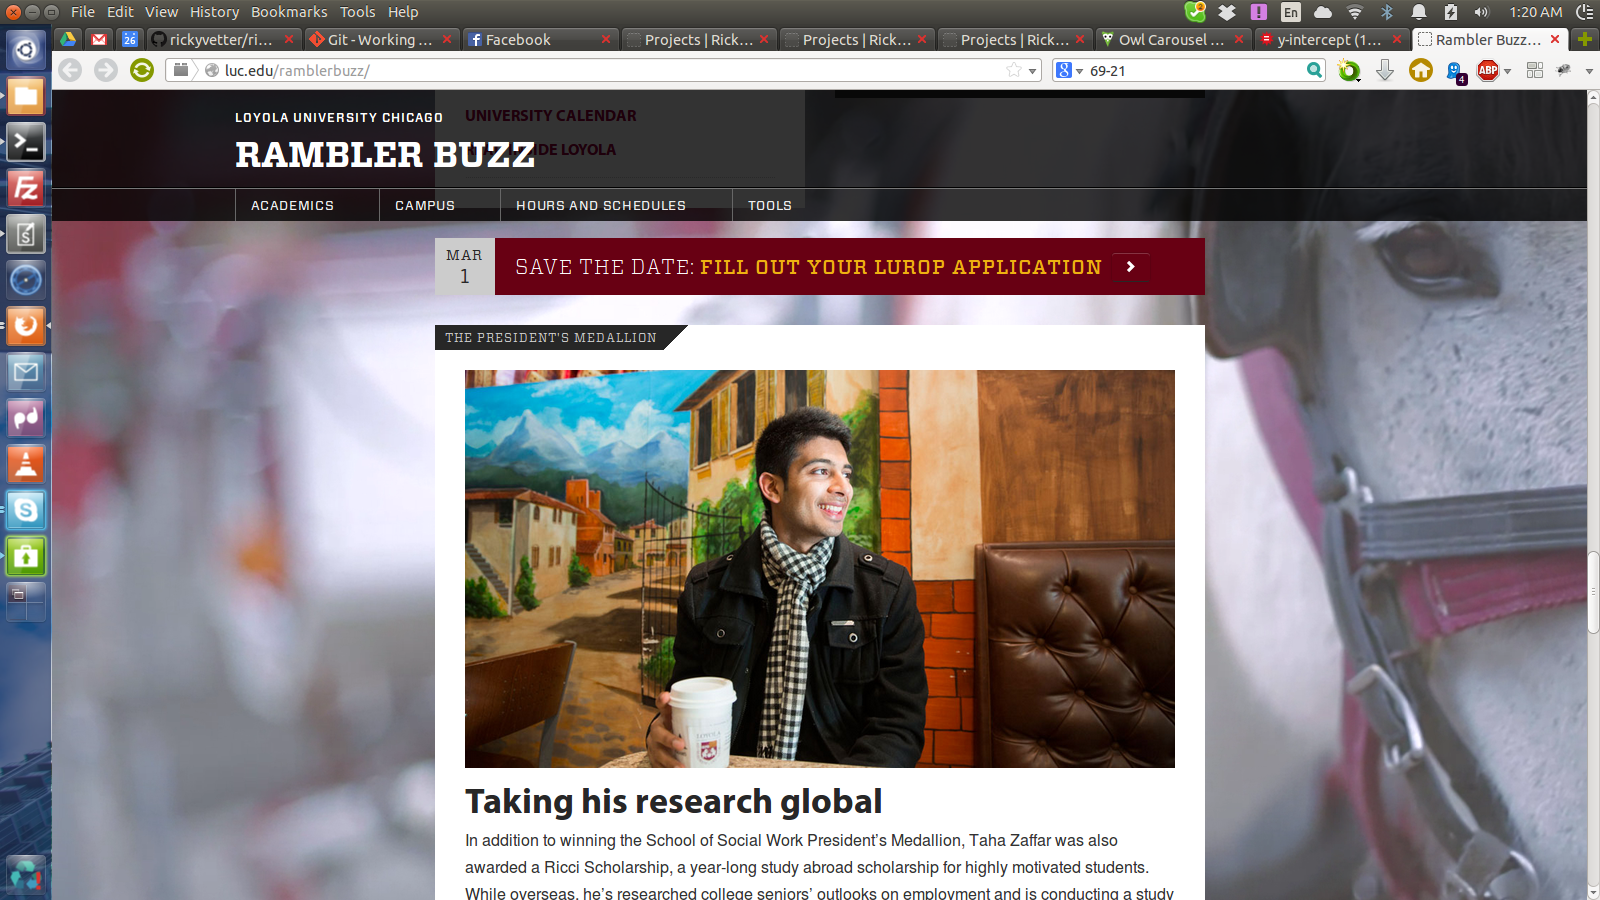 File Edit View History Bookmarks Tools Help
En 1:20 AM
26 rickyvetter/ri... Git - Working ... Facebook Projects | Rick... Projects | Rick... Projects | Rick... Owl Carousel ... y-intercept (1... Rambler Buzz...
luc.edu/ramblerbuzz/ 69-21 4 ABP
LOYOLA UNIVERSITY CHICAGO
UNIVERSITY CALENDAR
RAMBLER BUZZ
LOYOLA
ACADEMICS CAMPUS HOURS AND SCHEDULES TOOLS
MAR
1
SAVE THE DATE: FILL OUT YOUR LUROP APPLICATION
THE PRESIDENT'S MEDALLION
LOYOLA
Taking his research global
In addition to winning the School of Social Work President’s Medallion, Taha Zaffar was also
awarded a Ricci Scholarship, a year-long study abroad scholarship for highly motivated students.
While overseas, he’s researched college seniors’ outlooks on employment and is conducting a study